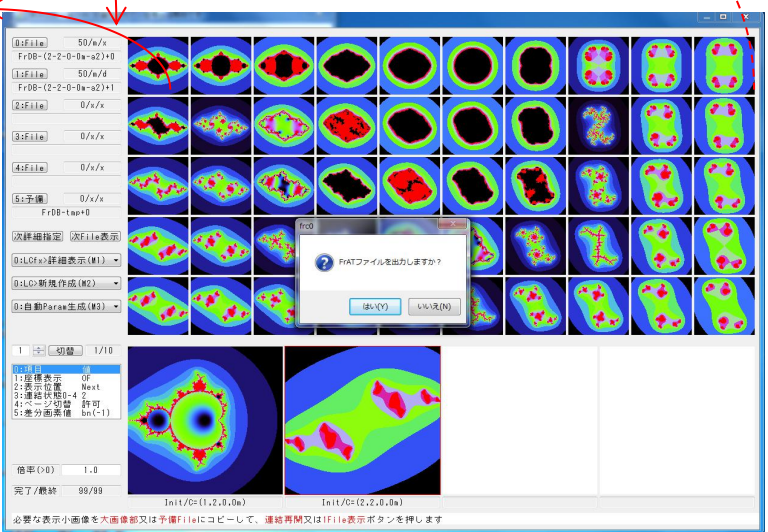 0:File 50/m/x
FrDB-(2-2-0-0m-a2)+0
1:File 50/m/d
FrDB-(2-2-0-0m-a2)+1
2:File 0/x/x
3:File 0/x/x
4:File 0/x/x
5:予備 0/x/x
FrDB-tmp+0
次詳細指定 次File表示
0:LCfx>詳細表示(M1)
0:LC>新規作成(M2)
0:自動Param生成(M3)
frc0
FrATファイルを出力しますか？
はい(Y) いいえ(N)
1 切替 1/10
0:項目 値
1:座標表示 OF
2:表示位置 Next
3:連結状態0-4 2
4:ページ切替 許可
5:差分画素値 bn(-1)
倍率(>0) 1.0
完了/最終 99/99
Init/C=(1,2,0,0m) Init/C=(2,2,0,0m)
必要な表示小画像を大画像部又は予備Fileにコピーして、連結再開又は!File表示ボタンを押します